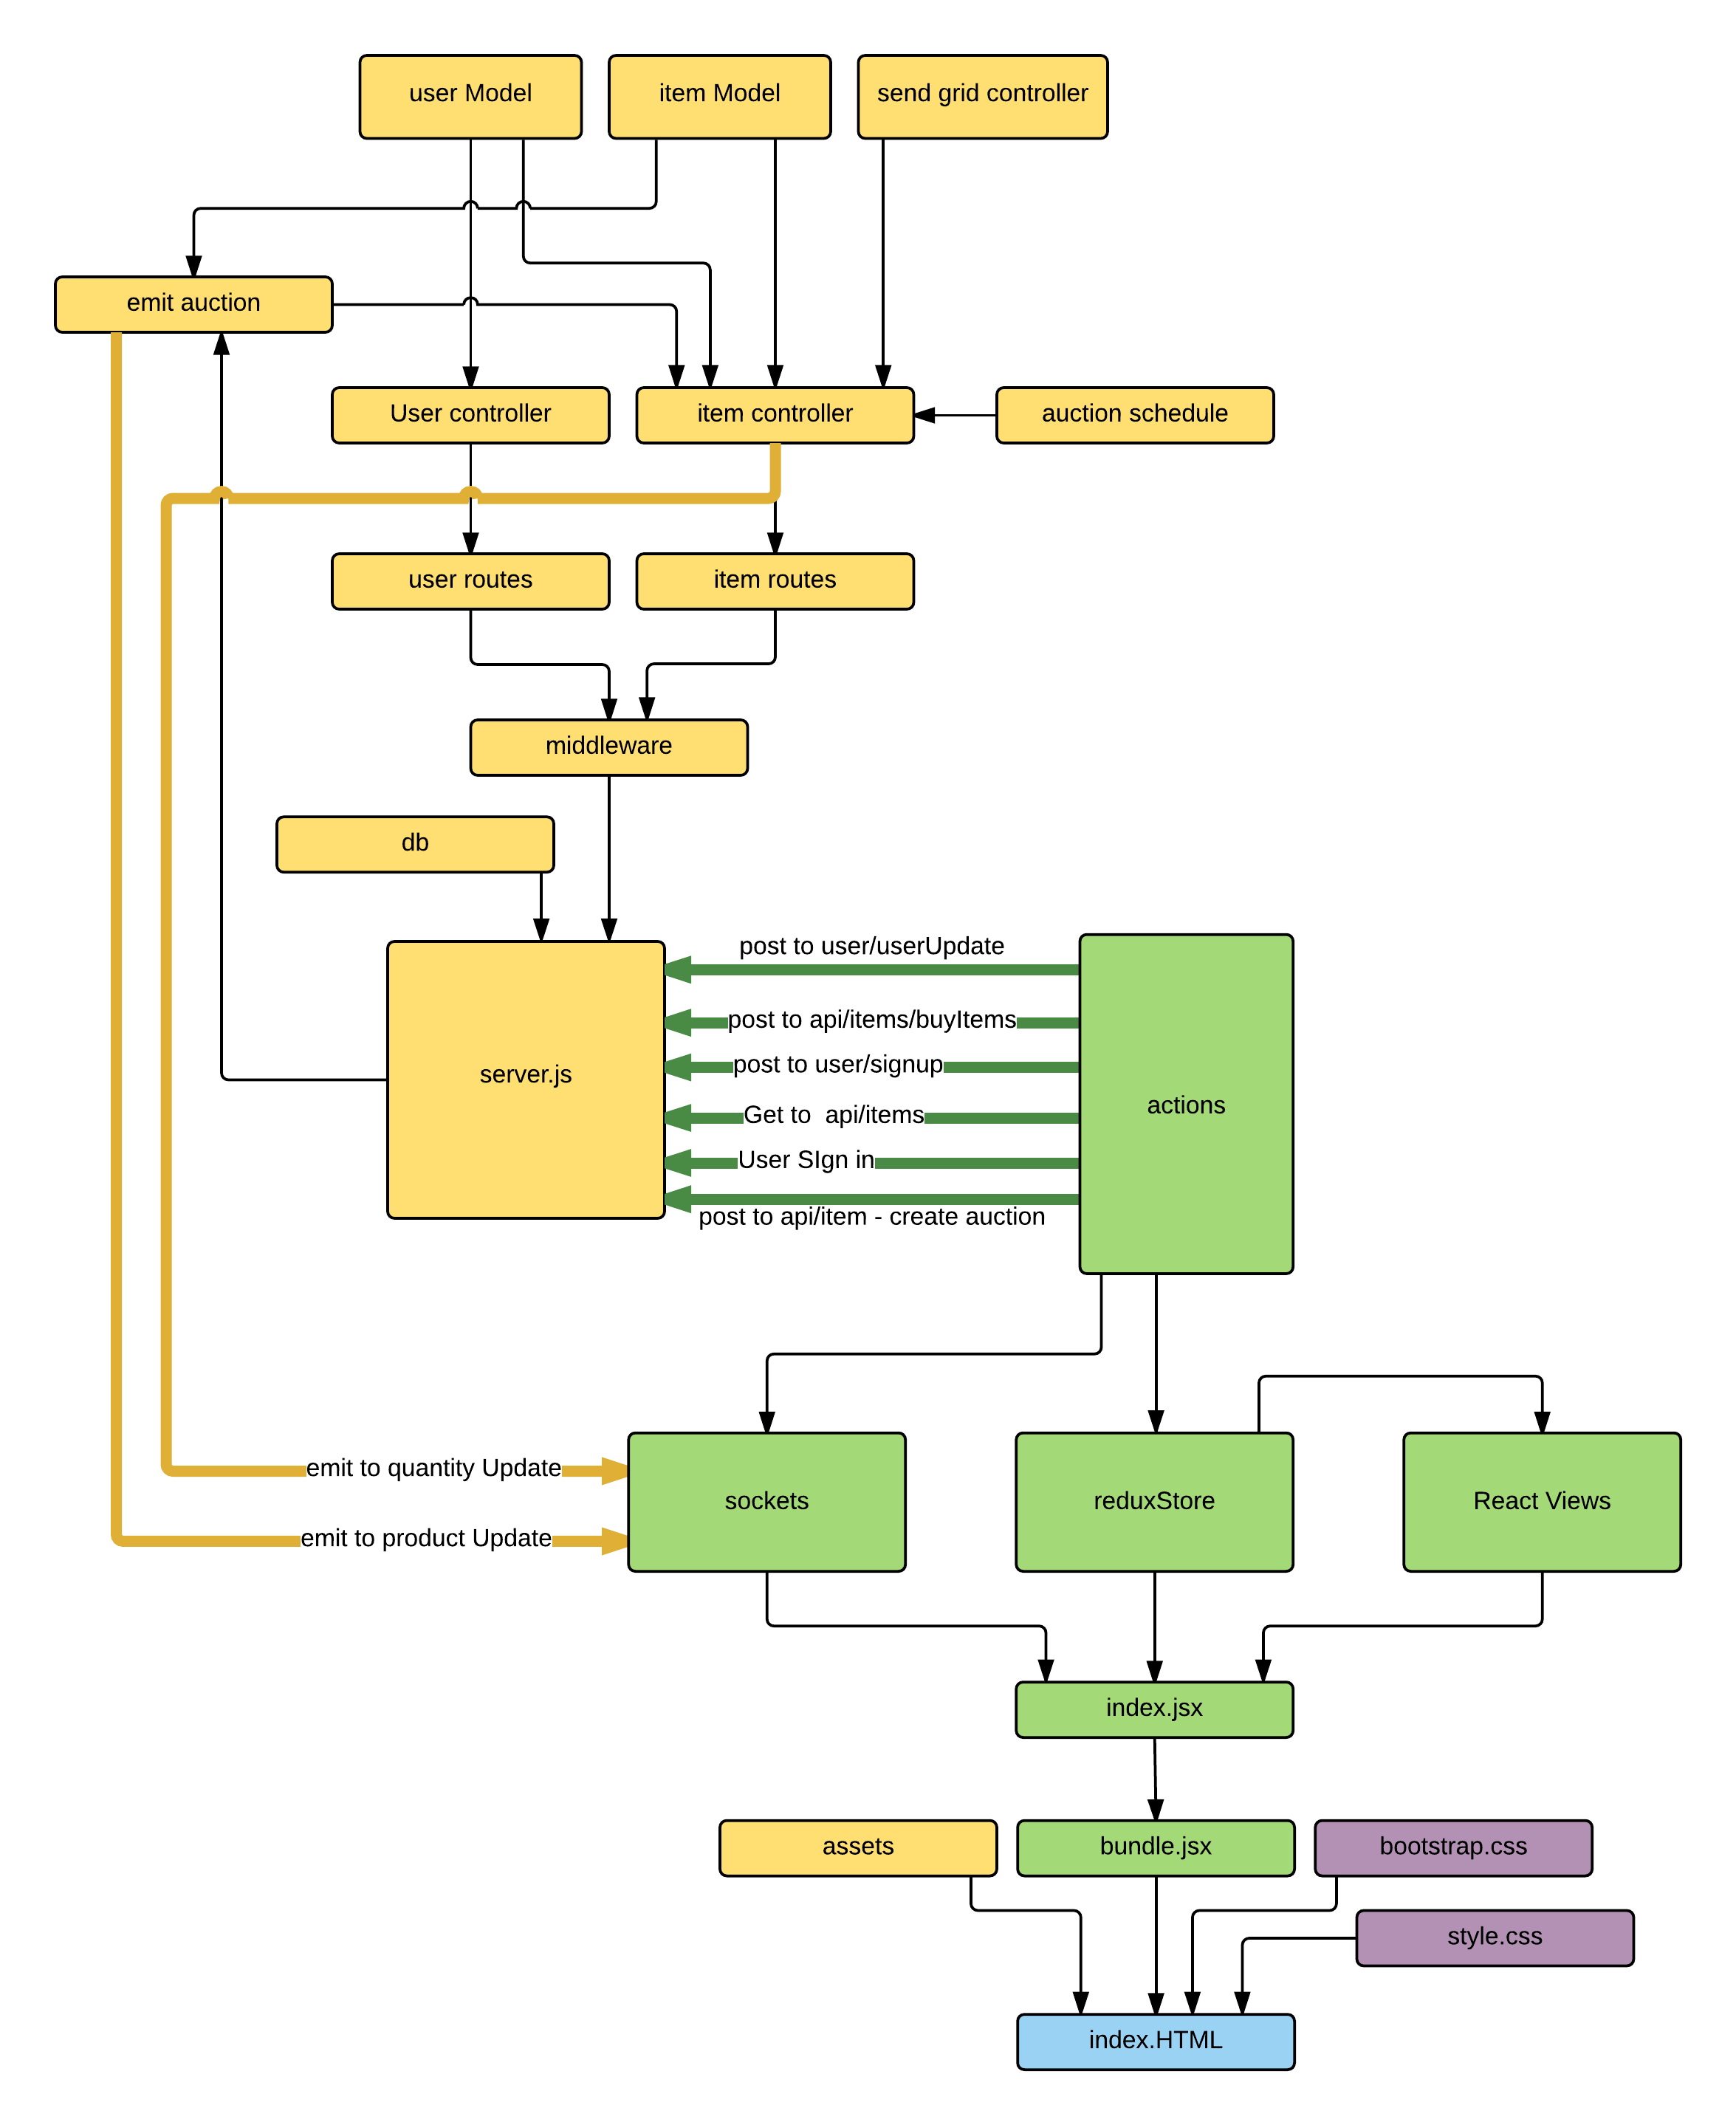 user Model
item Model
send grid controller
emit auction
User controller
item controller
auction schedule
user routes
item routes
middleware
db
server.js
post to user/userUpdate
post to api/items/buyItems
post to user/signup
Get to  api/items
User SIgn in
post to api/item - create auction
actions
emit to quantity Update
emit to product Update
sockets
reduxStore
React Views
index.jsx
assets
bundle.jsx
bootstrap.css
style.css
index.HTML